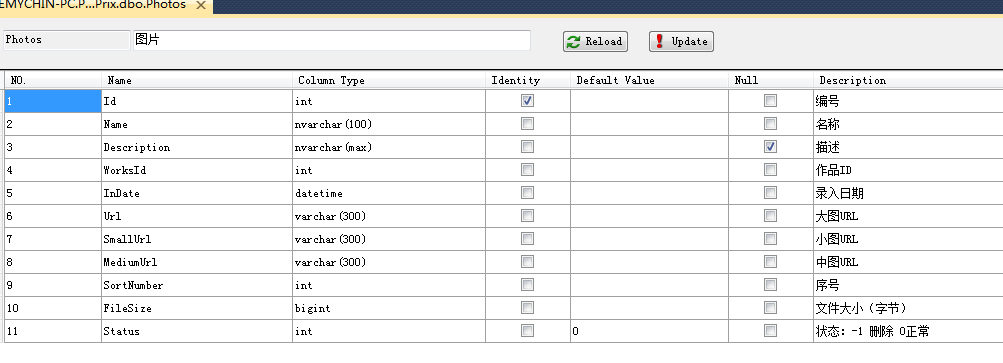 EMYCHIN-PC.P...Prix.dbo.Photos ×
Photos 图片 Reload Update
NO. Name Column Type Identity Default Value Null Description
1 Id int 编号
2 Name nvarchar(100) 名称
3 Description nvarchar(max) 描述
4 WorksId int 作品ID
5 InDate datetime 录入日期
6 Url varchar(300) 大图URL
7 SmallUrl varchar(300) 小图URL
8 MediumUrl varchar(300) 中图URL
9 SortNumber int 序号
10 FileSize bigint 文件大小（字节）
11 Status int 0 状态：-1 删除 0正常